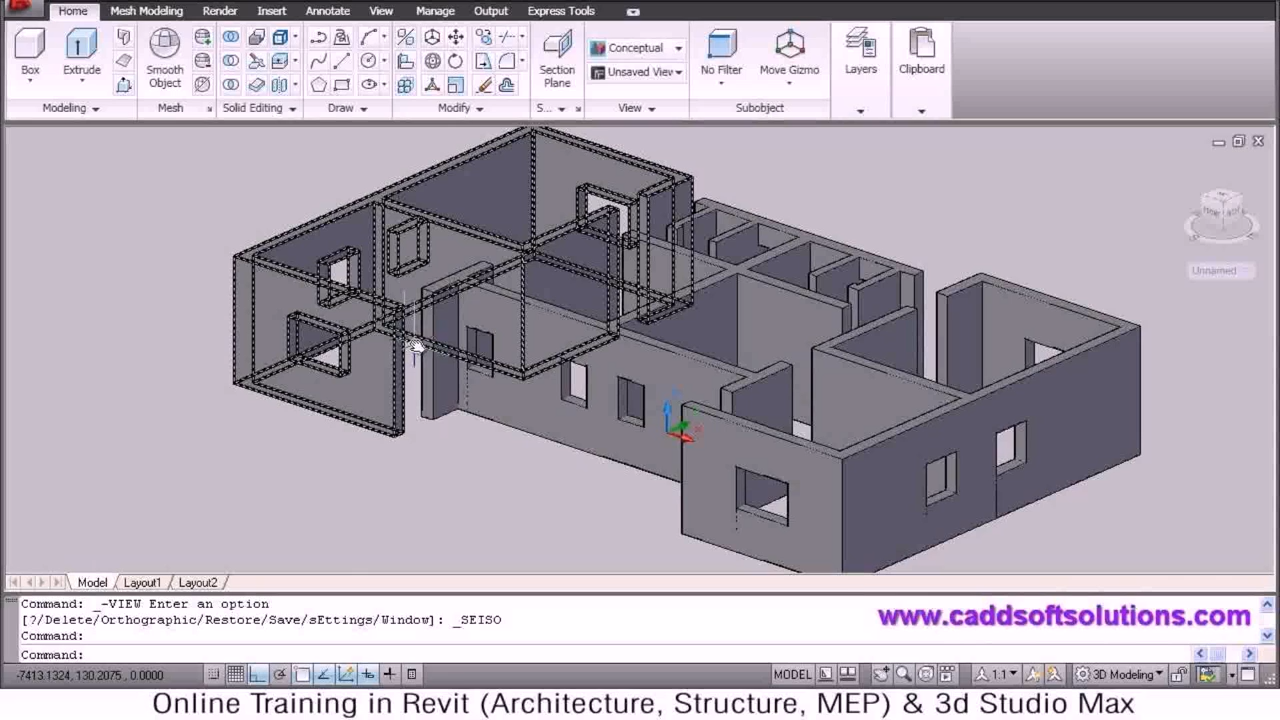 Home Mesh Modeling Render Insert Annotate View Manage Output Express Tools
Box Extrude Smooth Object Section Plane Conceptual Unsaved View No Filter Move Gizmo Layers Clipboard
Modeling Mesh Solid Editing Draw Modify S... View Subobject
Unnamed
Model Layout1 Layout2
Command: _-VIEW Enter an option
[?/Delete/Orthographic/Restore/Save/sEttings/Window]: _SEISO
Command:
Command:
www.caddsoftsolutions.com
-7413.1324, 130.2075, 0.0000 MODEL 1:1 3D Modeling
Online Training in Revit (Architecture, Structure, MEP) & 3d Studio Max